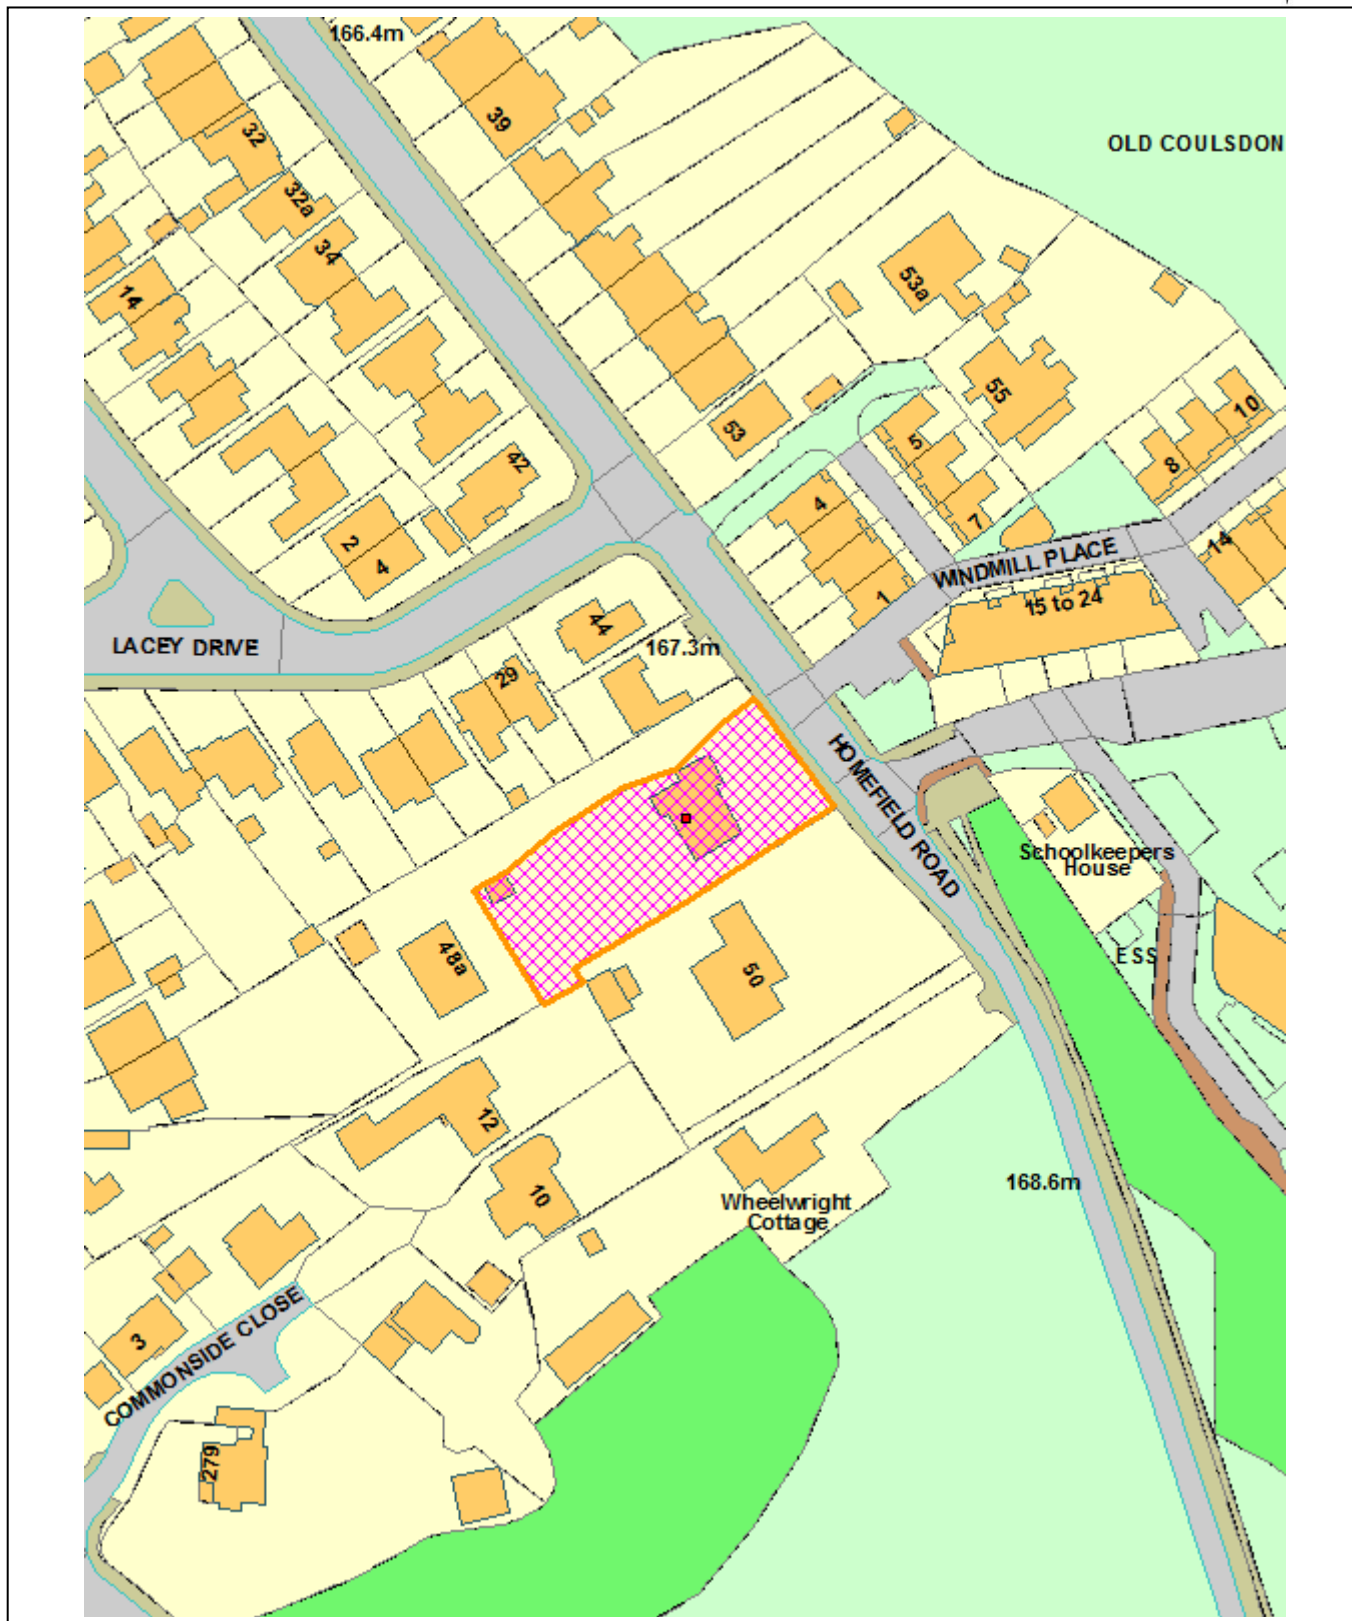 166.4m
39
OLD COULSDON
32
32a
34
53a
14
55
10
53
5
42
8
4
7
2
4
14
WINDMILL PLACE
1
15 to 24
44
LACEY DRIVE
167.3m
29
HOMEFIELD ROAD
Schoolkeepers
House
48a
50
ESS
12
10
168.6m
Wheelwright
Cottage
3
COMMONSIDE CLOSE
279